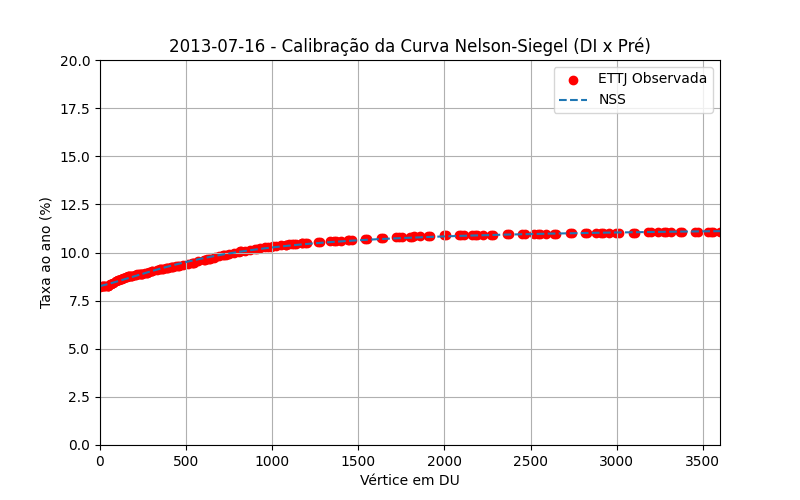 2013-07-16 - Calibração da Curva Nelson-Siegel (DI x Pré)
ETTJ Observada
NSS
Taxa ao ano (%)
20.0
17.5
15.0
12.5
10.0
7.5
5.0
2.5
0.0
0 500 1000 1500 2000 2500 3000 3500
Vértice em DU